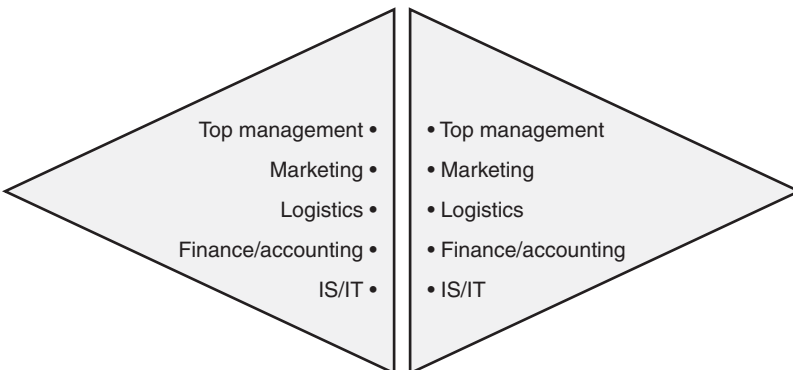 Top management •
Marketing •
Logistics •
Finance/accounting •
IS/IT •
• Top management
• Marketing
• Logistics
• Finance/accounting
• IS/IT